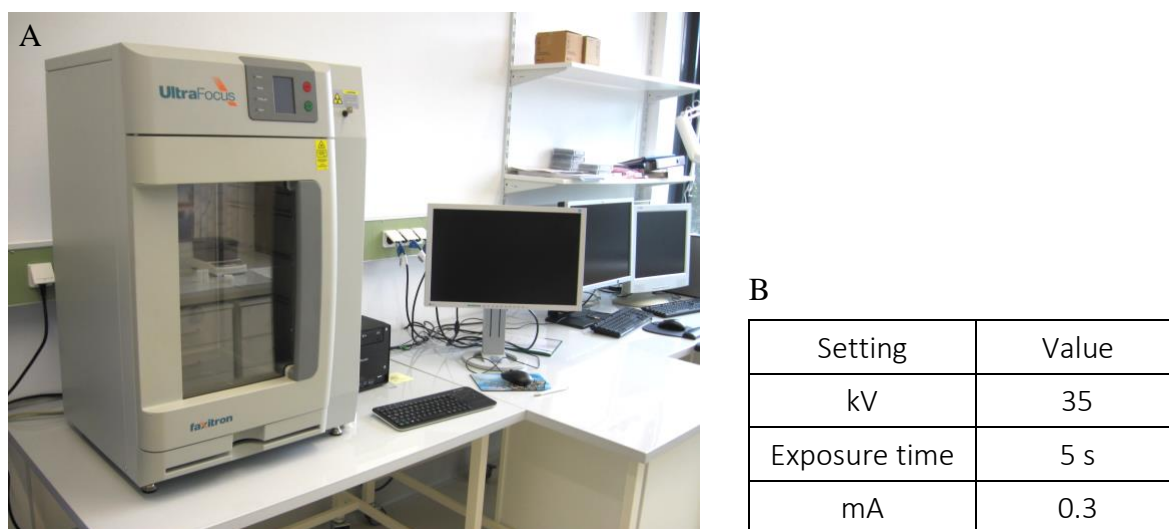 A
UltraFocus
faxitron
B
Setting Value
kV 35
Exposure time 5 s
mA 0.3